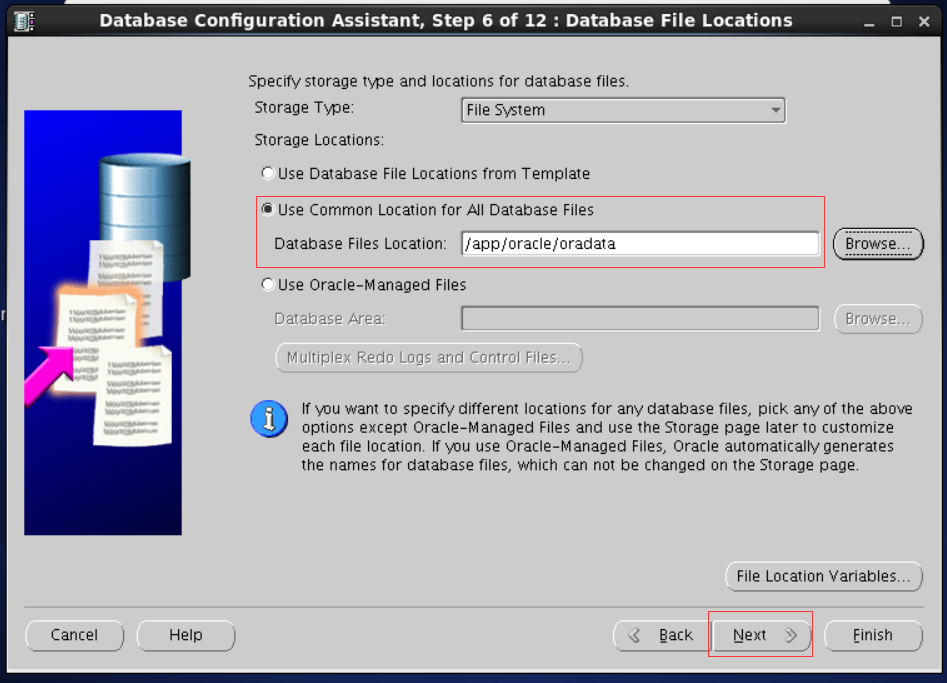 Database Configuration Assistant, Step 6 of 12 : Database File Locations
Specify storage type and locations for database files.
Storage Type: File System
Storage Locations:
Use Database File Locations from Template
Use Common Location for All Database Files
Database Files Location: /app/oracle/oradata Browse...
Use Oracle-Managed Files
Database Area: Browse...
Multiplex Redo Logs and Control Files...
If you want to specify different locations for any database files, pick any of the above
options except Oracle-Managed Files and use the Storage page later to customize
each file location. If you use Oracle-Managed Files, Oracle automatically generates
the names for database files, which can not be changed on the Storage page.
File Location Variables...
Cancel Help Back Next Finish